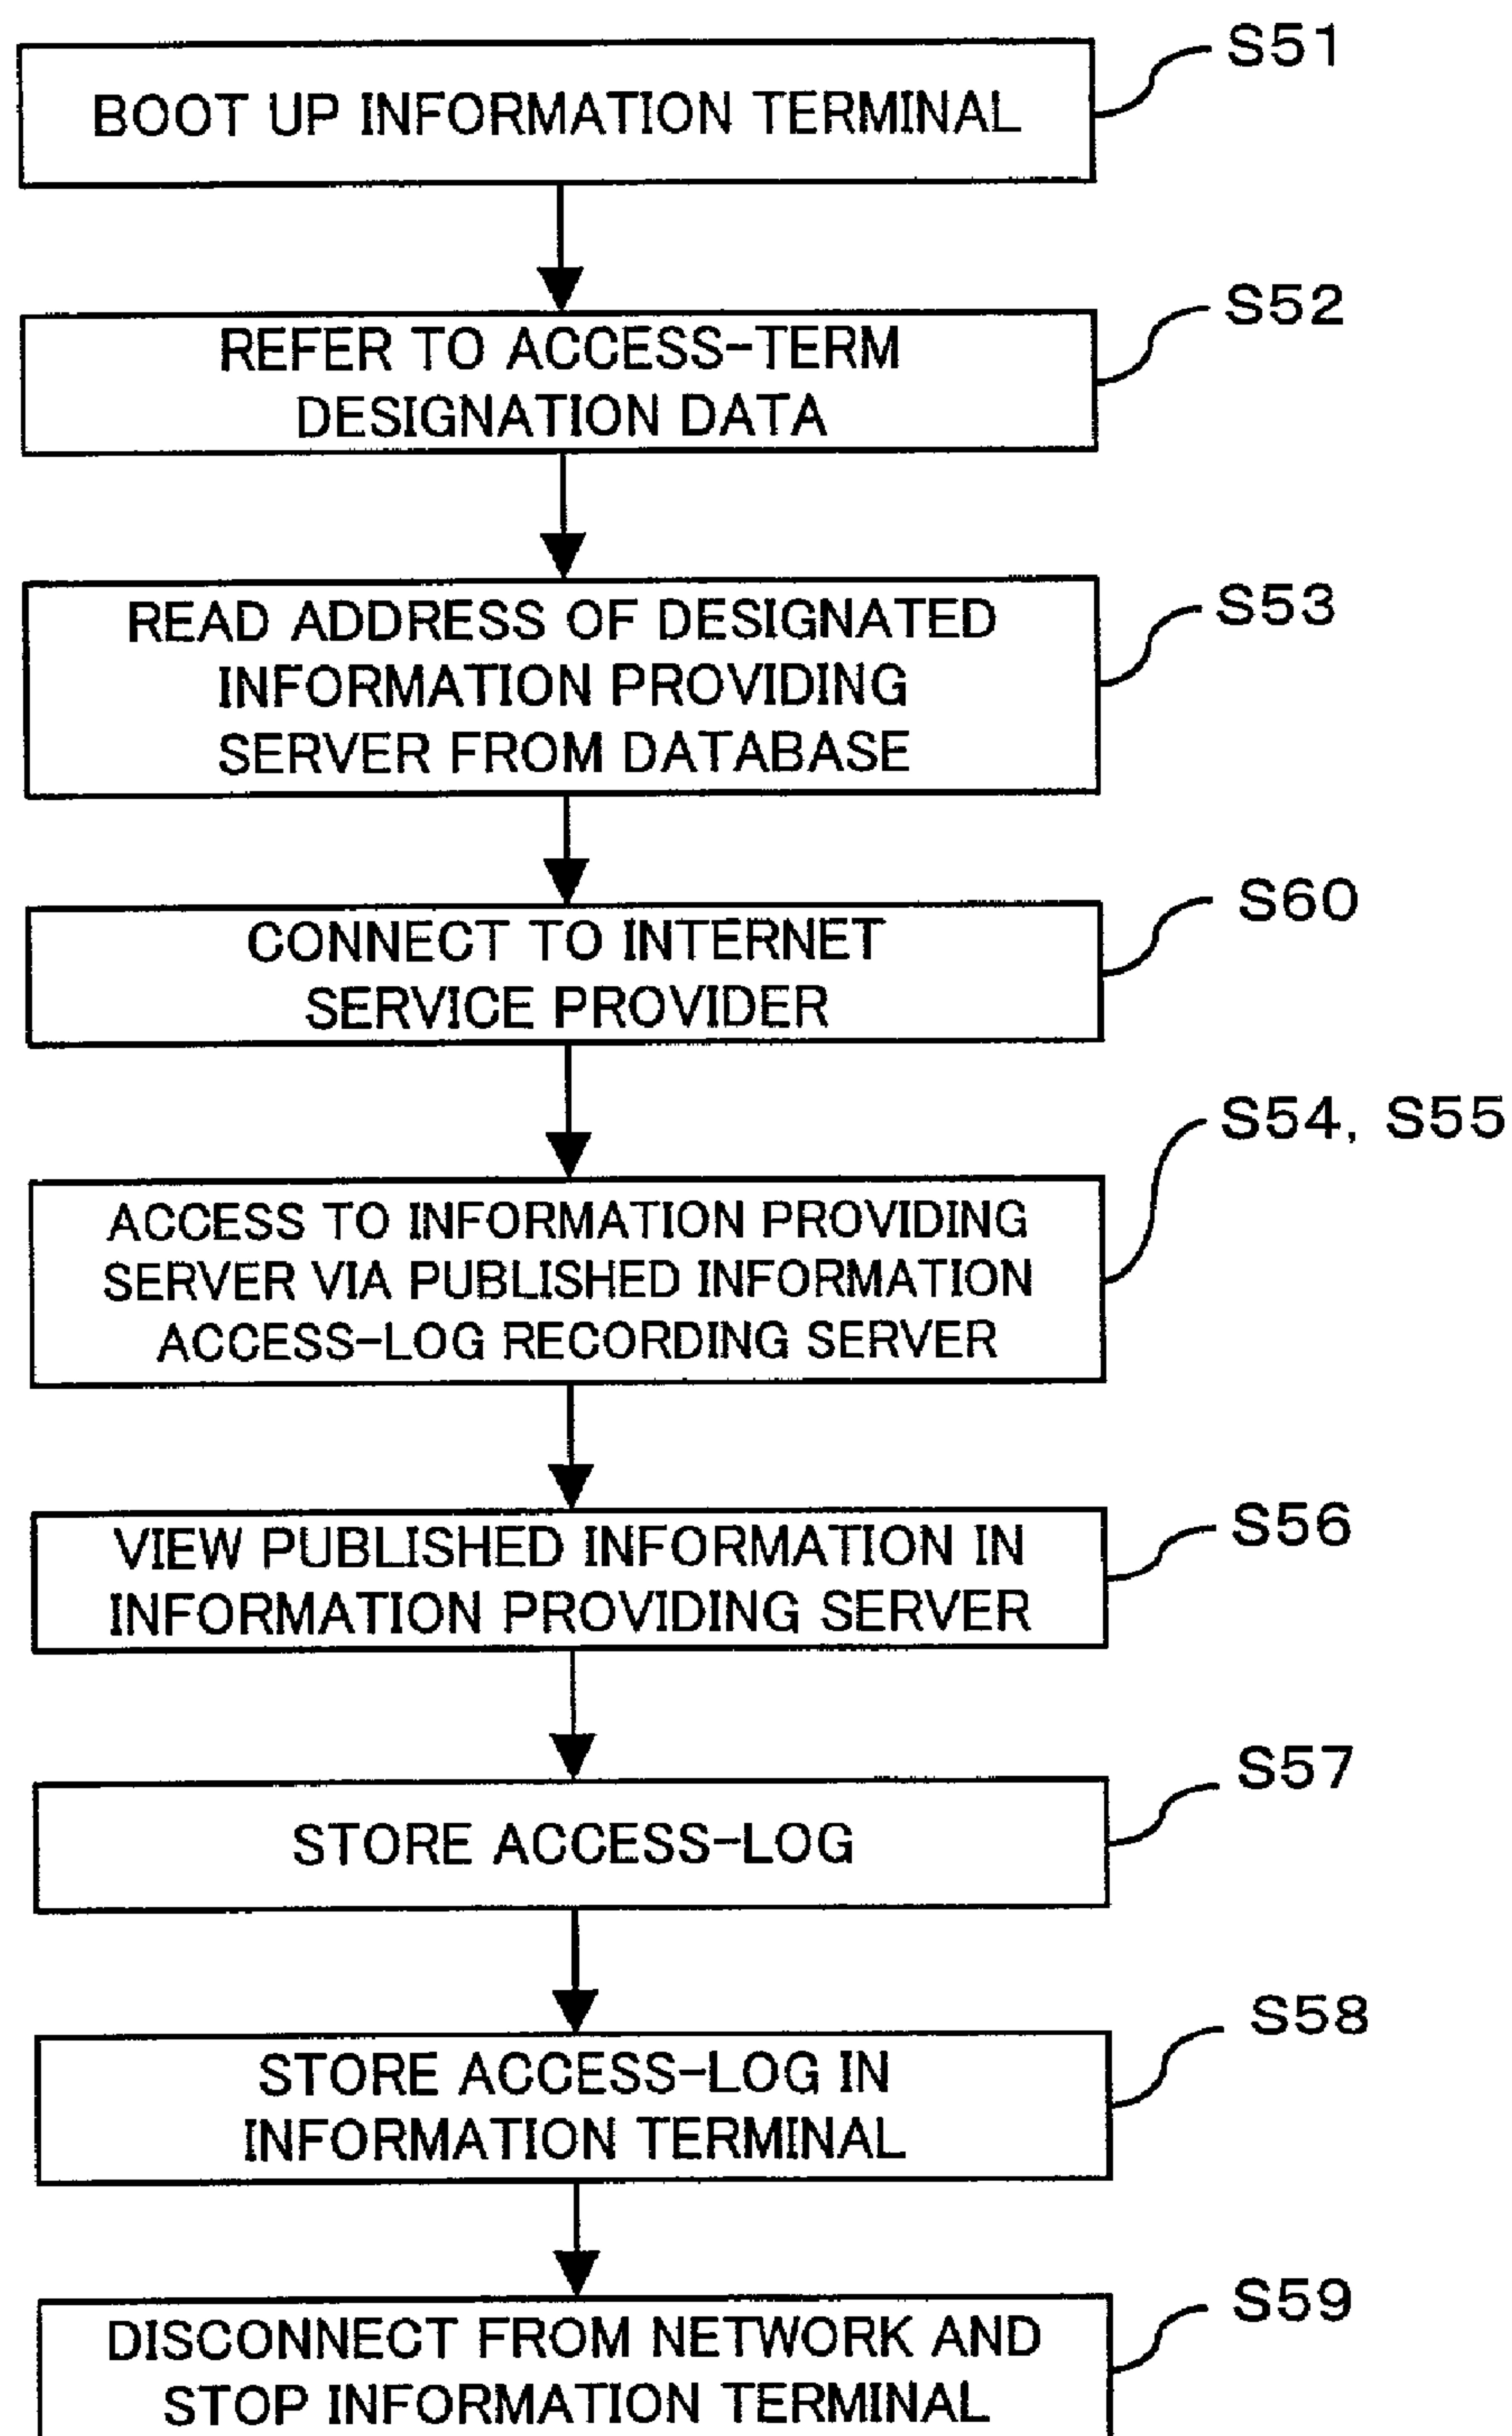 S51
BOOT UP INFORMATION TERMINAL
S52
REFER TO ACCESS-TERM
DESIGNATION DATA
S53
READ ADDRESS OF DESIGNATED
INFORMATION PROVIDING
SERVER FROM DATABASE
S60
CONNECT TO INTERNET
SERVICE PROVIDER
S54, S55
ACCESS TO INFORMATION PROVIDING
SERVER VIA PUBLISHED INFORMATION
ACCESS-LOG RECORDING SERVER
S56
VIEW PUBLISHED INFORMATION IN
INFORMATION PROVIDING SERVER
S57
STORE ACCESS-LOG
S58
STORE ACCESS-LOG IN
INFORMATION TERMINAL
S59
DISCONNECT FROM NETWORK AND
STOP INFORMATION TERMINAL